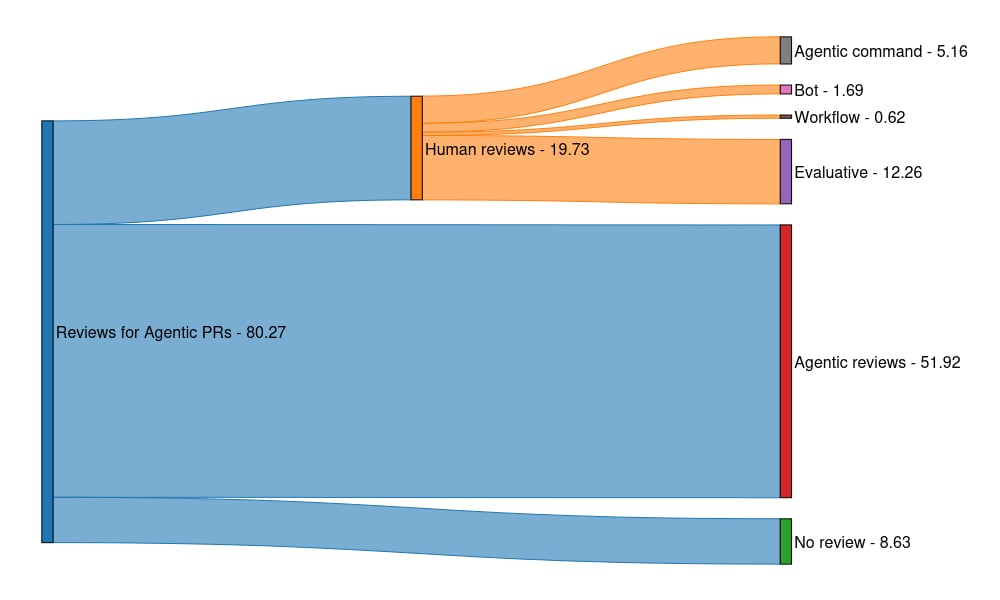 Agentic command - 5.16
Bot - 1.69
Workflow - 0.62
Human reviews - 19.73
Evaluative - 12.26
Reviews for Agentic PRs - 80.27
Agentic reviews - 51.92
No review - 8.63